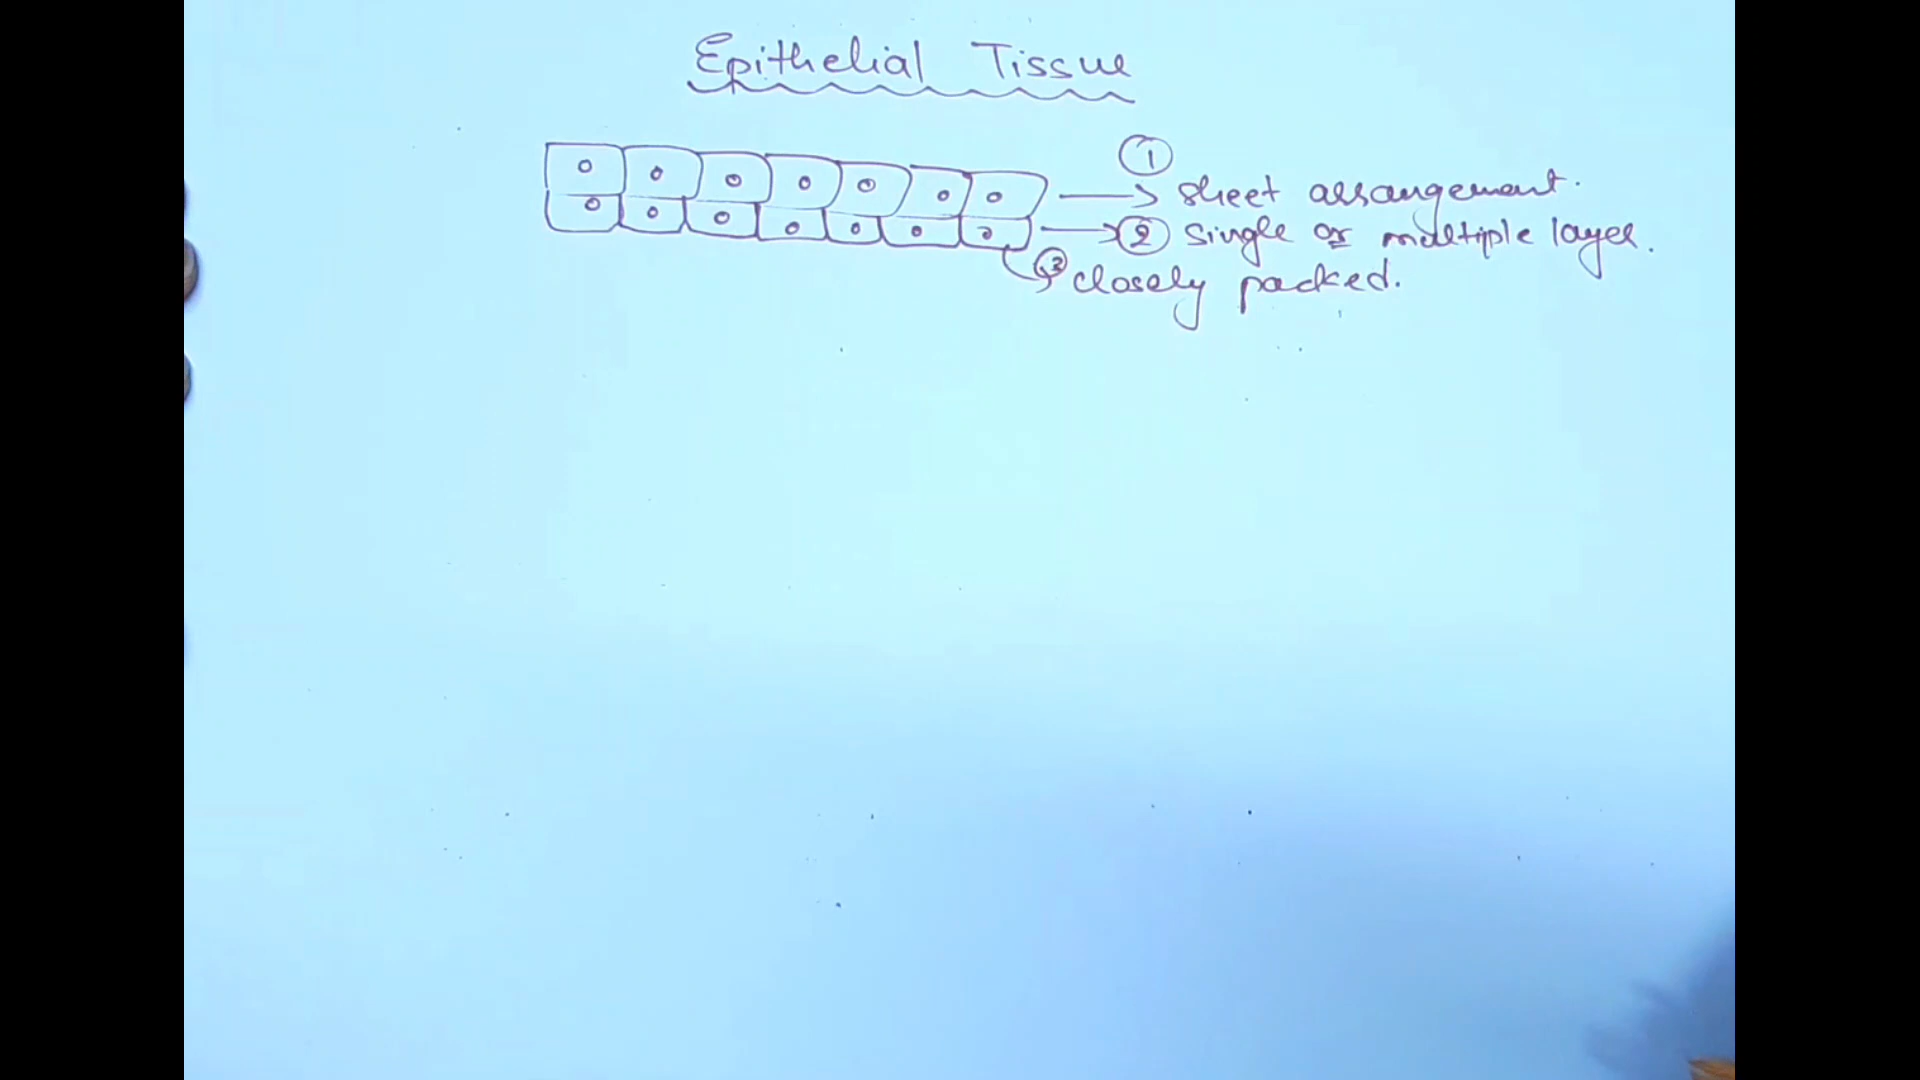 Epithelial Tissue
① sheet arrangement.
② Single or multiple layer.
③ closely packed.